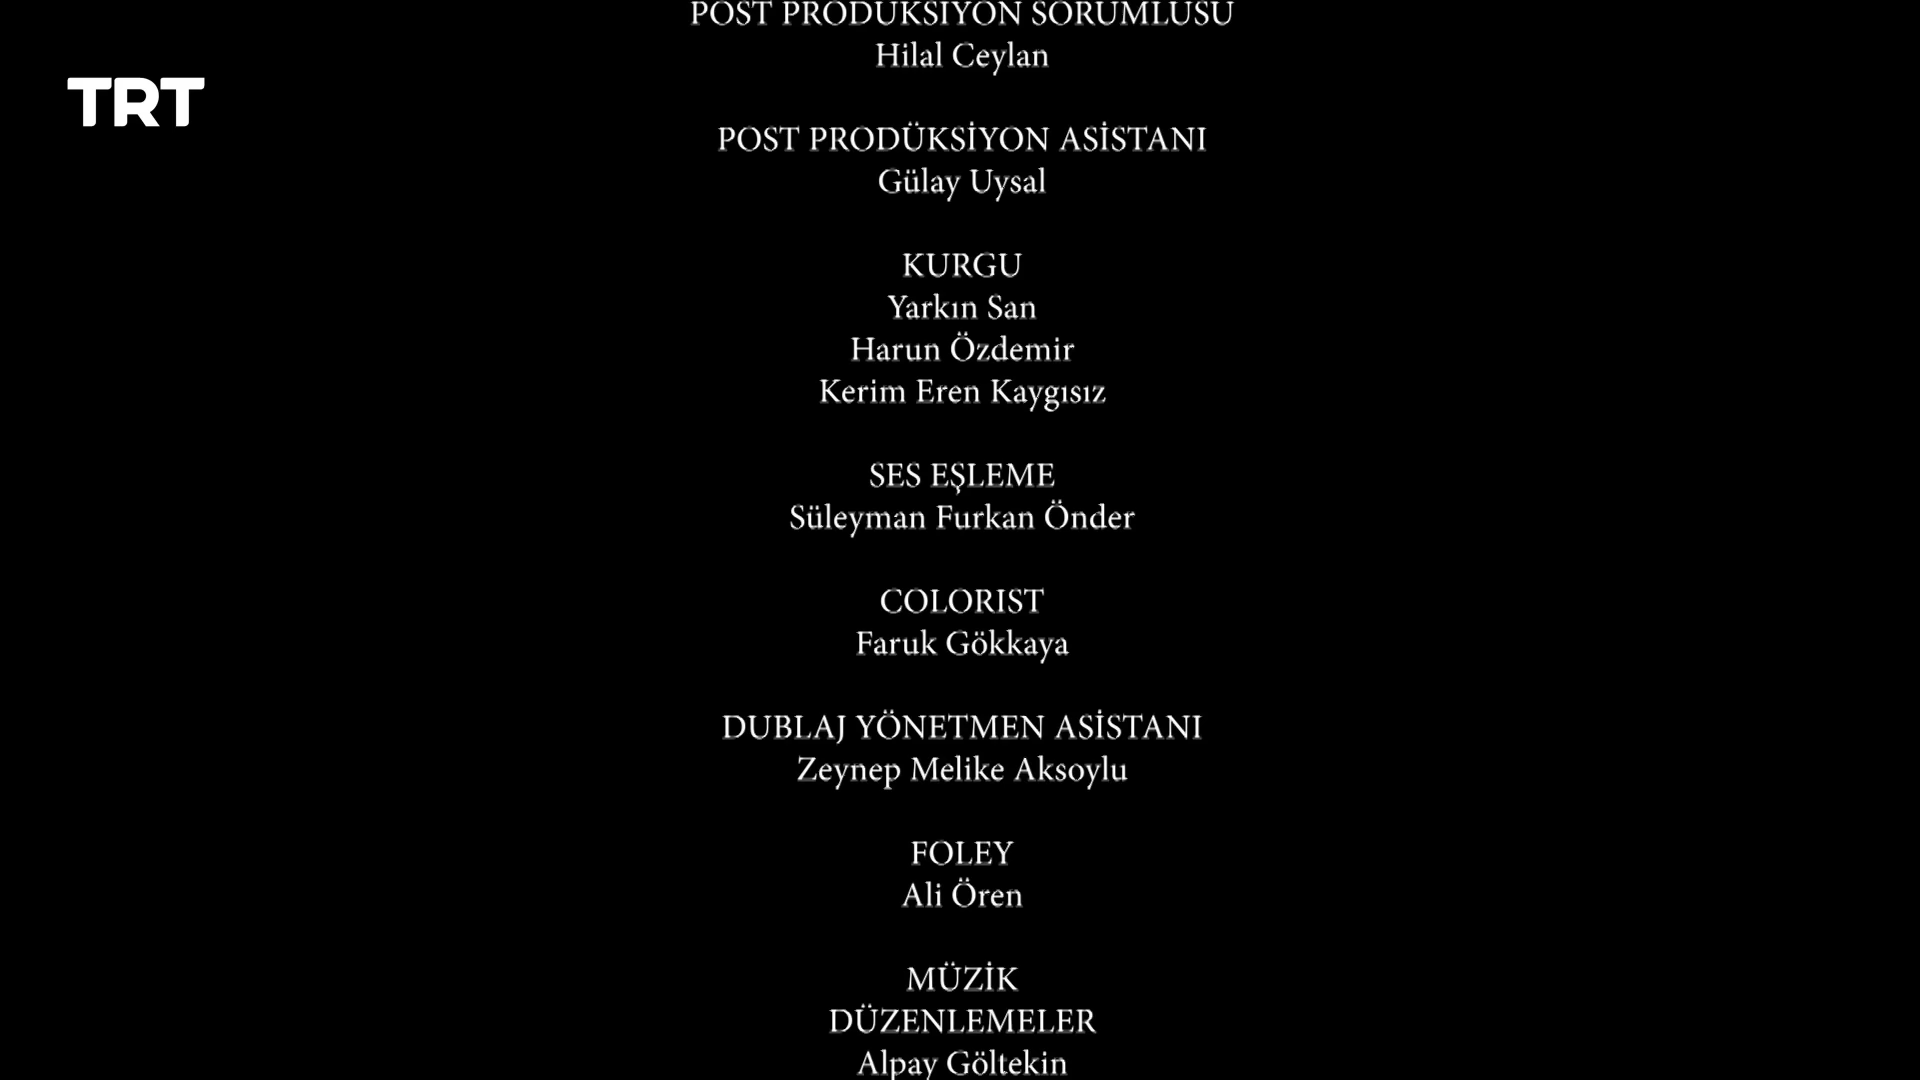 POST PRODÜKSİYON SORUMLUSU
Hilal Ceylan
TRT
POST PRODÜKSİYON ASİSTANI
Gülay Uysal
KURGU
Yarkın San
Harun Özdemir
Kerim Eren Kaygısız
SES EŞLEME
Süleyman Furkan Önder
COLORIST
Faruk Gökkaya
DUBLAJ YÖNETMEN ASİSTANI
Zeynep Melike Aksoylu
FOLEY
Ali Ören
MÜZİK
DÜZENLEMELER
Alpay Göltekin